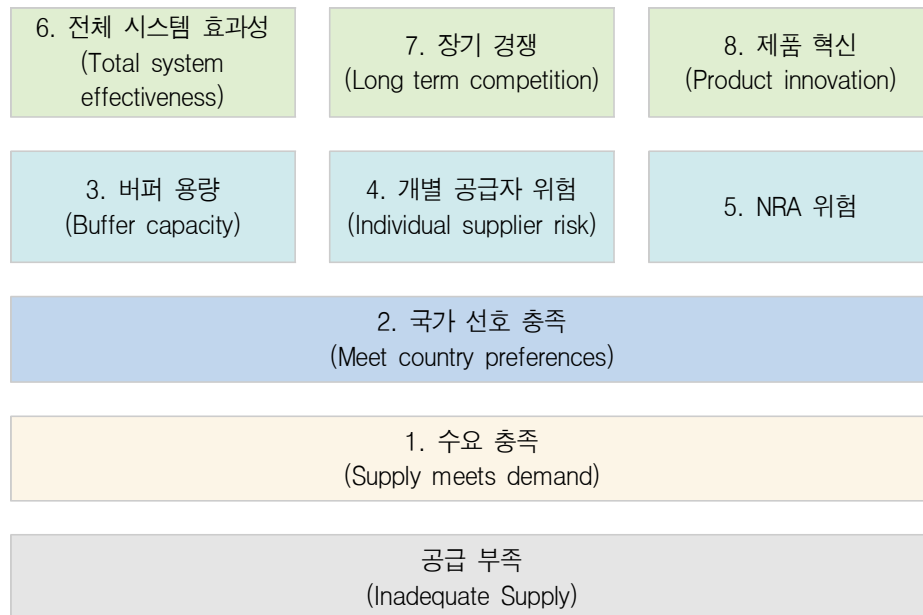 6. 전체 시스템 효과성
(Total system
effectiveness)
7. 장기 경쟁
(Long term competition)
8. 제품 혁신
(Product innovation)
3. 버퍼 용량
(Buffer capacity)
4. 개별 공급자 위험
(Individual supplier risk)
5. NRA 위험
2. 국가 선호 충족
(Meet country preferences)
1. 수요 충족
(Supply meets demand)
공급 부족
(Inadequate Supply)